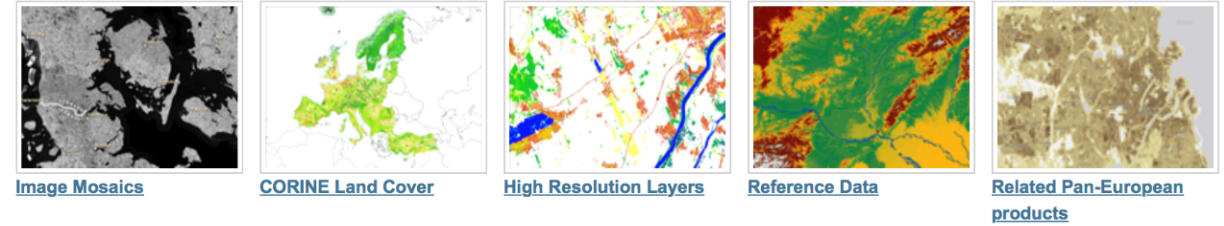 Image Mosaics
CORINE Land Cover
High Resolution Layers
Reference Data
Related Pan-European
products